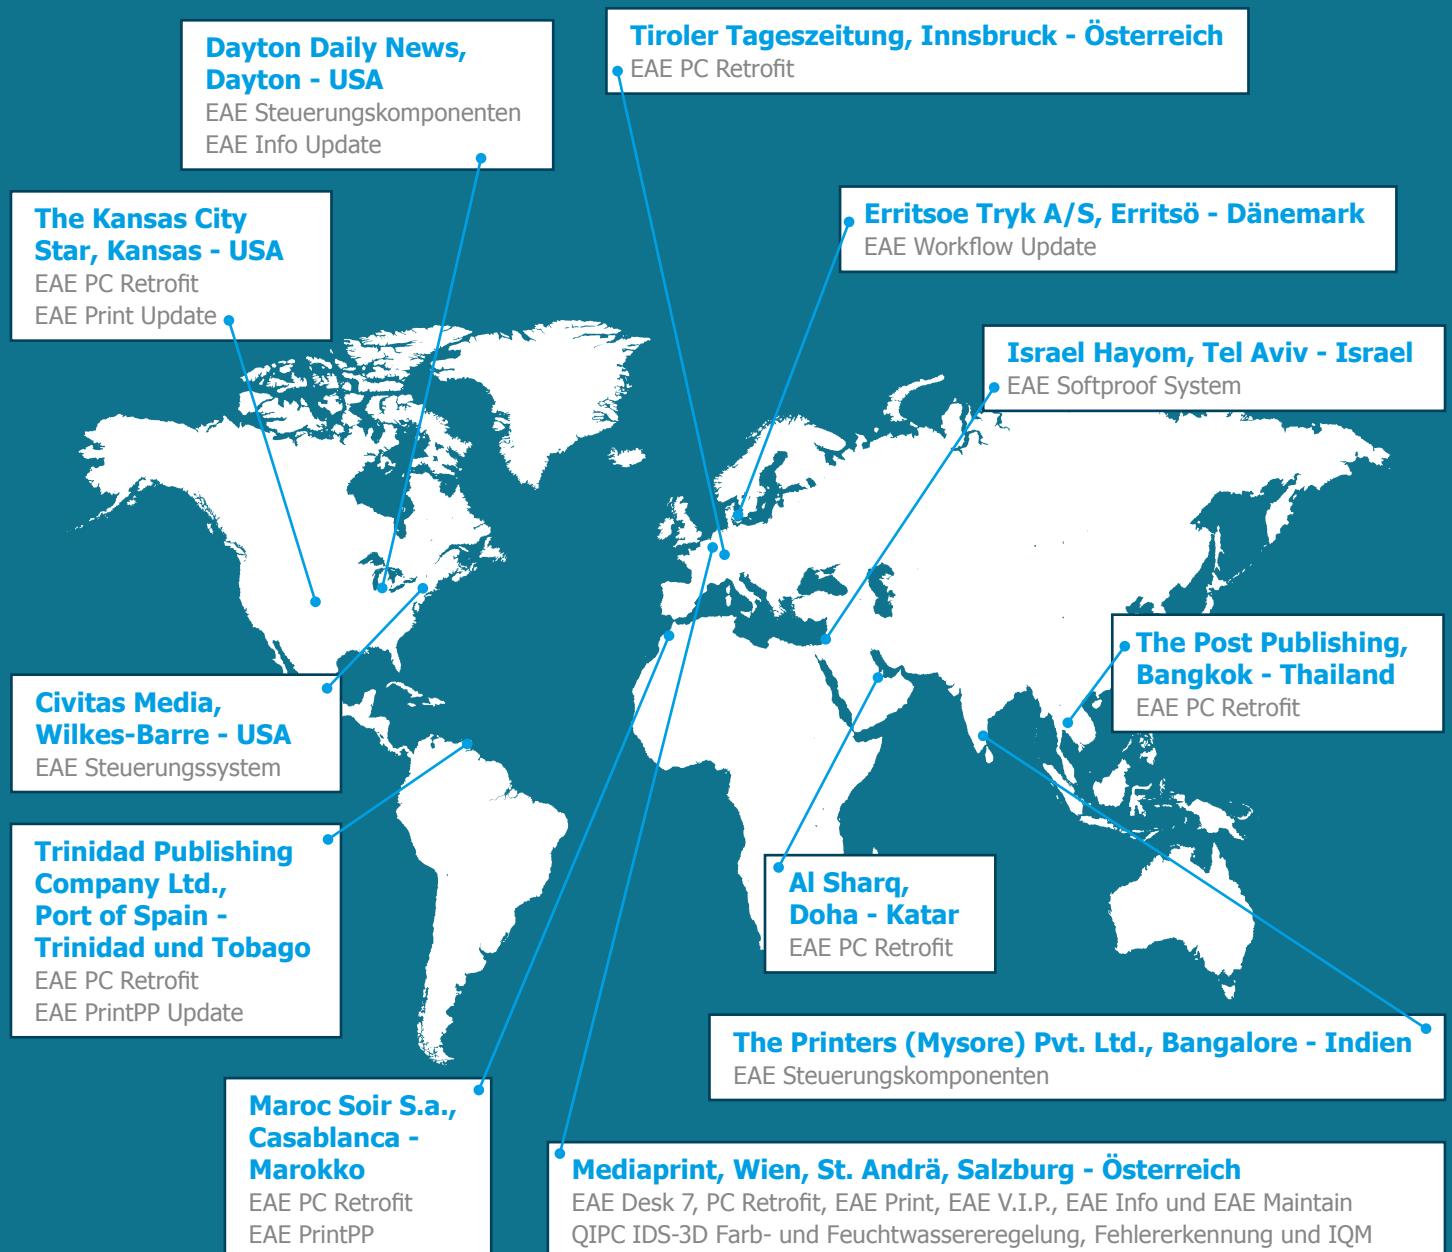 Dayton Daily News,
Dayton - USA
EAE Steuerungskomponenten
EAE Info Update
Tiroler Tageszeitung, Innsbruck - Österreich
EAE PC Retrofit
The Kansas City
Star, Kansas - USA
EAE PC Retrofit
EAE Print Update
Erritsoe Tryk A/S, Erritsö - Dänemark
EAE Workflow Update
Israel Hayom, Tel Aviv - Israel
EAE Softproof System
The Post Publishing,
Bangkok - Thailand
EAE PC Retrofit
Civitas Media,
Wilkes-Barre - USA
EAE Steuerungssystem
Trinidad Publishing
Company Ltd.,
Port of Spain -
Trinidad und Tobago
EAE PC Retrofit
EAE PrintPP Update
Al Sharq,
Doha - Katar
EAE PC Retrofit
The Printers (Mysore) Pvt. Ltd., Bangalore - Indien
EAE Steuerungskomponenten
Maroc Soir S.a.,
Casablanca -
Marokko
EAE PC Retrofit
EAE PrintPP
Mediaprint, Wien, St. Andrä, Salzburg - Österreich
EAE Desk 7, PC Retrofit, EAE Print, EAE V.I.P., EAE Info und EAE Maintain
QIPC IDS-3D Farb- und Feuchtwassereregelung, Fehlererkennung und IQM